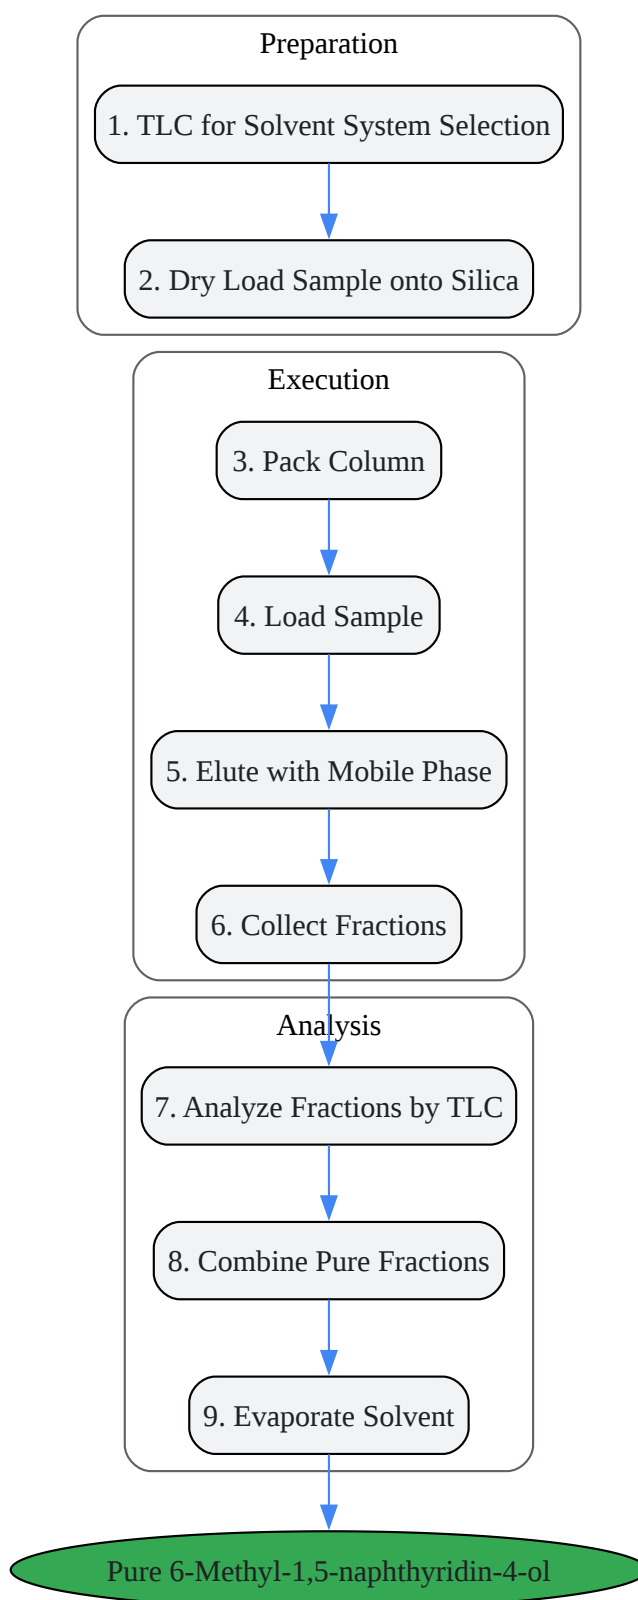 Preparation
1. TLC for Solvent System Selection
2. Dry Load Sample onto Silica
Execution
3. Pack Column
4. Load Sample
5. Elute with Mobile Phase
6. Collect Fractions
Analysis
7. Analyze Fractions by TLC
8. Combine Pure Fractions
9. Evaporate Solvent
Pure 6-Methyl-1,5-naphthyridin-4-ol